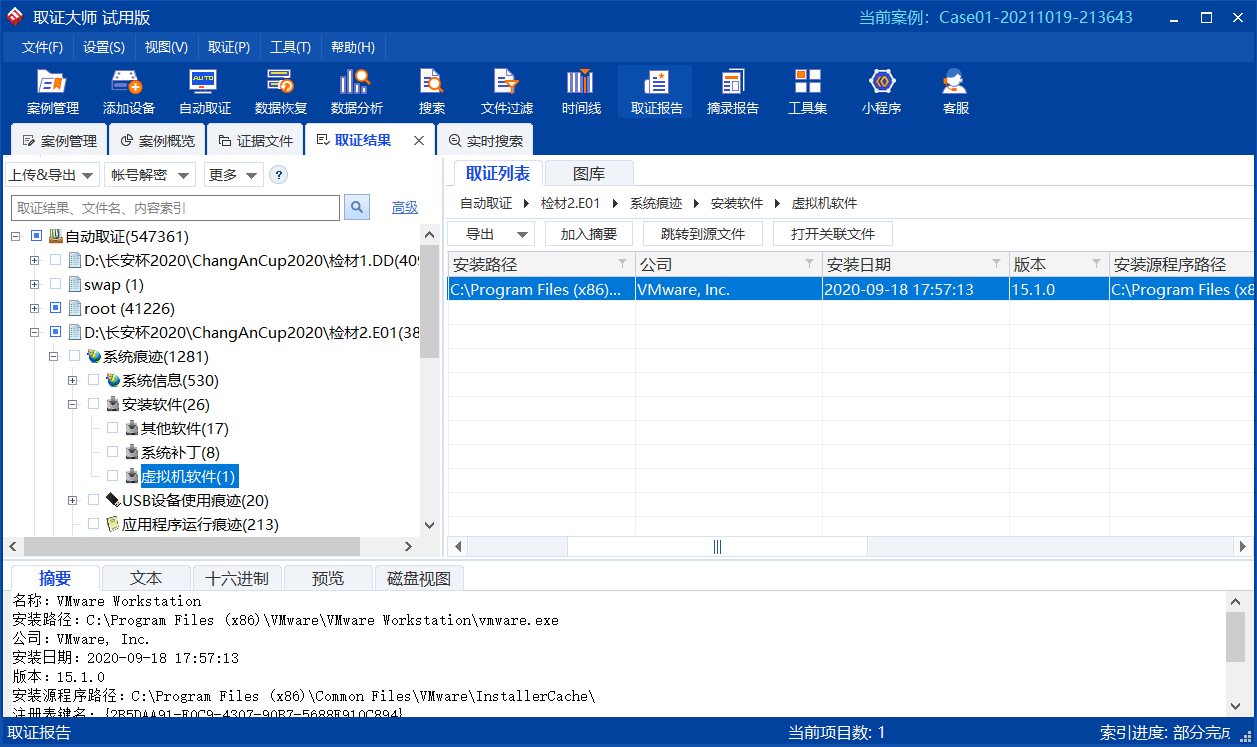 取证大师 试用版
当前案例: Case01-20211019-213643
文件(F) 设置(S) 视图(V) 取证(P) 工具(T) 帮助(H)
案例管理 添加设备 自动取证 数据恢复 数据分析 搜索 文件过滤 时间线 取证报告 摘录报告 工具集 小程序 客服
AUTO
案例管理 案例概览 证据文件 取证结果 实时搜索
上传&导出 帐号解密 更多 ?
取证结果、文件名、内容索引 高级
自动取证(547361)
D:\长安杯2020\ChangAnCup2020\检材1.DD(409
swap (1)
root (41226)
D:\长安杯2020\ChangAnCup2020\检材2.E01(38
系统痕迹(1281)
系统信息(530)
安装软件(26)
其他软件(17)
系统补丁(8)
虚拟机软件(1)
USB设备使用痕迹(20)
应用程序运行痕迹(213)
取证列表 图库
自动取证 检材2.E01 系统痕迹 安装软件 虚拟机软件
导出 加入摘要 跳转到源文件 打开关联文件
安装路径 公司 安装日期 版本 安装源程序路径
C:\Program Files (x86)... VMware, Inc. 2020-09-18 17:57:13 15.1.0 C:\Program Files (x8
摘要 文本 十六进制 预览 磁盘视图
名称: VMware Workstation
安装路径: C:\Program Files (x86)\VMware\VMware Workstation\vmware.exe
公司: VMware, Inc.
安装日期: 2020-09-18 17:57:13
版本: 15.1.0
安装源程序路径: C:\Program Files (x86)\Common Files\VMware\InstallerCache\
注册表键名:
取证报告
当前项目数: 1
索引进度: 部分完成